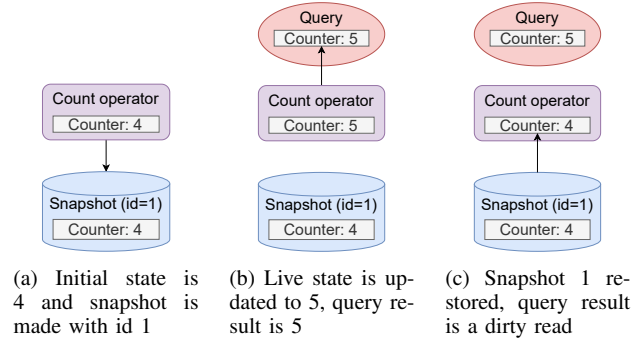 Query
Counter: 5
Query
Counter: 5
Count operator
Counter: 4
Count operator
Counter: 5
Count operator
Counter: 4
Snapshot (id=1)
Counter: 4
Snapshot (id=1)
Counter: 4
Snapshot (id=1)
Counter: 4
(a) Initial state is
4 and snapshot is
made with id 1
(b) Live state is up-
dated to 5, query re-
sult is 5
(c) Snapshot 1 re-
stored, query result
is a dirty read